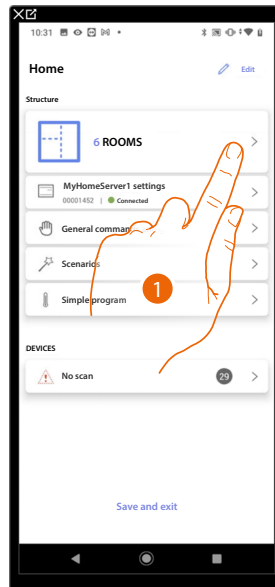 10:31
Home
Edit
Structure
6 ROOMS
MyHomeServer1 settings
00001452 | Connected
General comman
Scenarios
1
Simple program
DEVICES
No scan 29
Save and exit